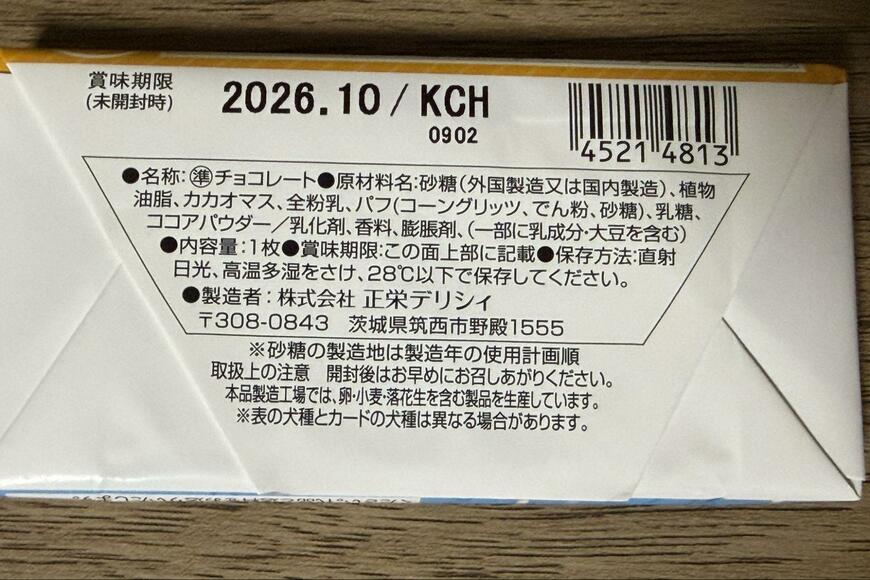 賞味期限
(未開封時)
2026.10/KCH
0902
4521 4813
●名称:㊟チョコレート●原材料名:砂糖(外国製造又は国内製造)、植物
油脂、カカオマス、全粉乳、パフ(コーングリッツ、でん粉、砂糖)、乳糖、
ココアパウダー/乳化剤、香料、膨脹剤、(一部に乳成分・大豆を含む)
●内容量:1枚●賞味期限:この面上部に記載●保存方法:直射
日光、高温多湿をさけ、28℃以下で保存してください。
●製造者:株式会社 正栄デリシィ
〒308-0843 茨城県筑西市野殿1555
※砂糖の製造地は製造年の使用計画順
取扱上の注意 開封後はお早めにお召しあがりください。
本品製造工場では、卵・小麦・落花生を含む製品を生産しています。
※表の犬種とカードの犬種は異なる場合があります。